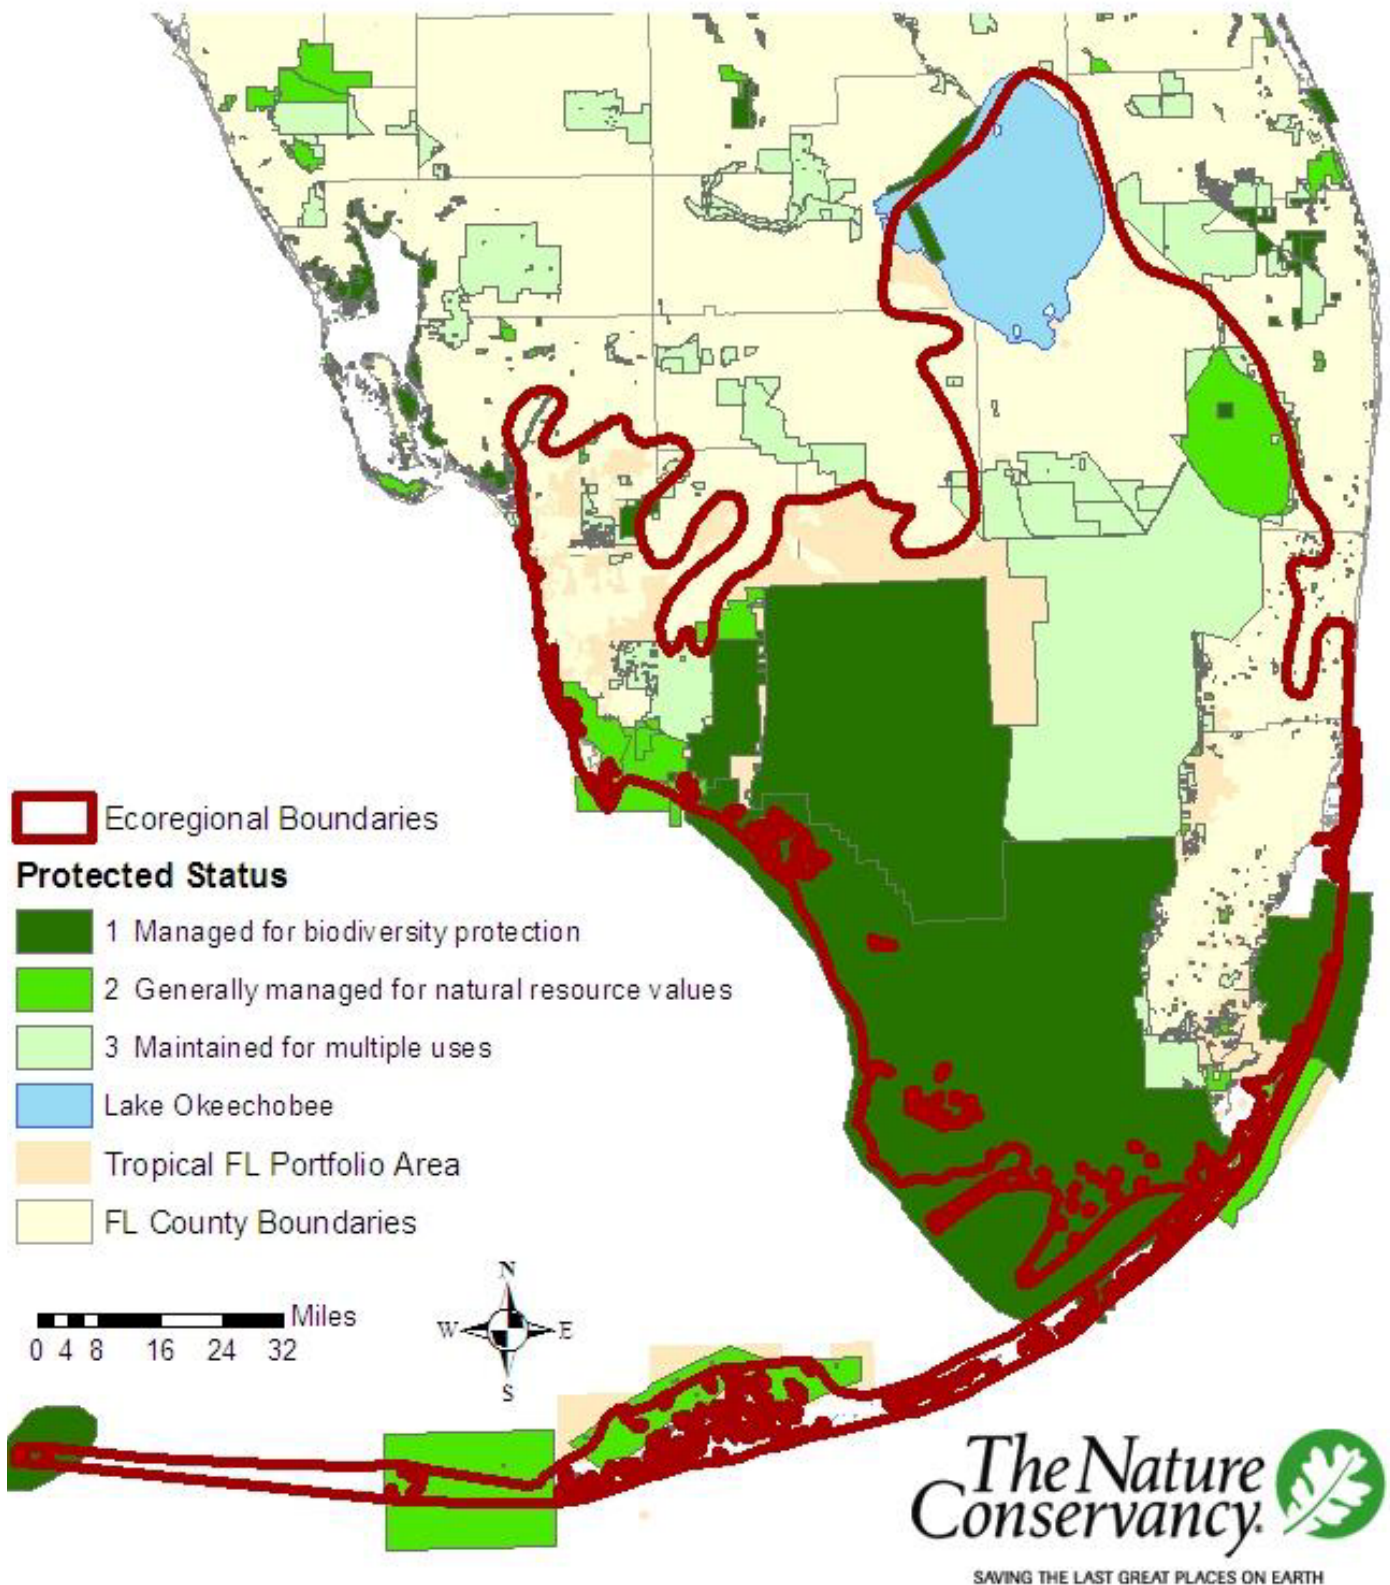 Ecoregional Boundaries
Protected Status
1 Managed for biodiversity protection
2 Generally managed for natural resource values
3 Maintained for multiple uses
Lake Okeechobee
Tropical FL Portfolio Area
FL County Boundaries
Miles
0 4 8 16 24 32
N
W E
S
The Nature
Conservancy.
SAVING THE LAST GREAT PLACES ON EARTH